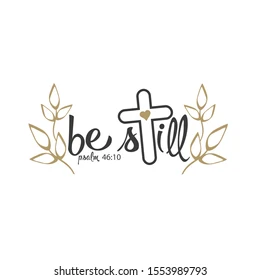 be still
psalm 46:10
shutterstock.com · 1553989793